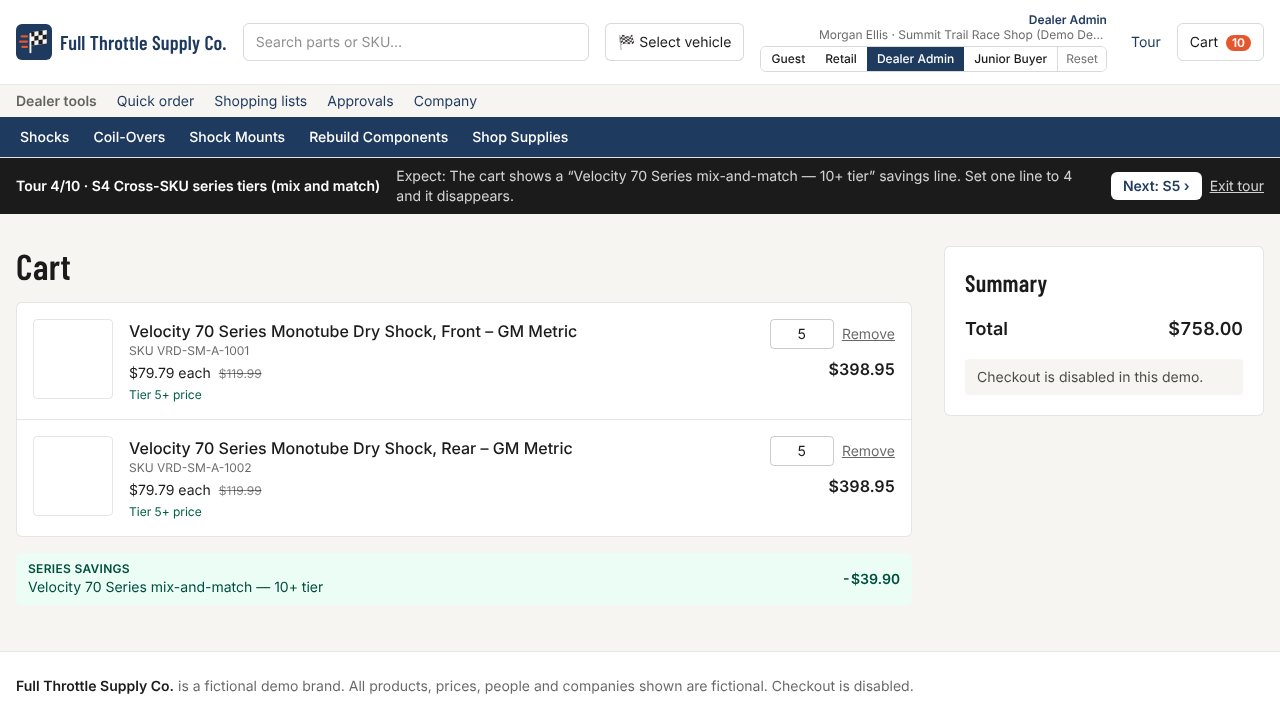 Full Throttle Supply Co.
Search parts or SKU...
Select vehicle
Dealer Admin
Morgan Ellis · Summit Trail Race Shop (Demo De...
Guest
Retail
Dealer Admin
Junior Buyer
Reset
Tour
Cart 10
Dealer tools
Quick order
Shopping lists
Approvals
Company
Shocks
Coil-Overs
Shock Mounts
Rebuild Components
Shop Supplies
Tour 4/10 · S4 Cross-SKU series tiers (mix and match)
Expect: The cart shows a “Velocity 70 Series mix-and-match — 10+ tier” savings line. Set one line to 4
and it disappears.
Next: S5 ›
Exit tour
Cart
Velocity 70 Series Monotube Dry Shock, Front – GM Metric
SKU VRD-SM-A-1001
$79.79 each $119.99
Tier 5+ price
5
Remove
$398.95
Velocity 70 Series Monotube Dry Shock, Rear – GM Metric
SKU VRD-SM-A-1002
$79.79 each $119.99
Tier 5+ price
5
Remove
$398.95
SERIES SAVINGS
Velocity 70 Series mix-and-match — 10+ tier
-$39.90
Summary
Total
$758.00
Checkout is disabled in this demo.
Full Throttle Supply Co. is a fictional demo brand. All products, prices, people and companies shown are fictional. Checkout is disabled.